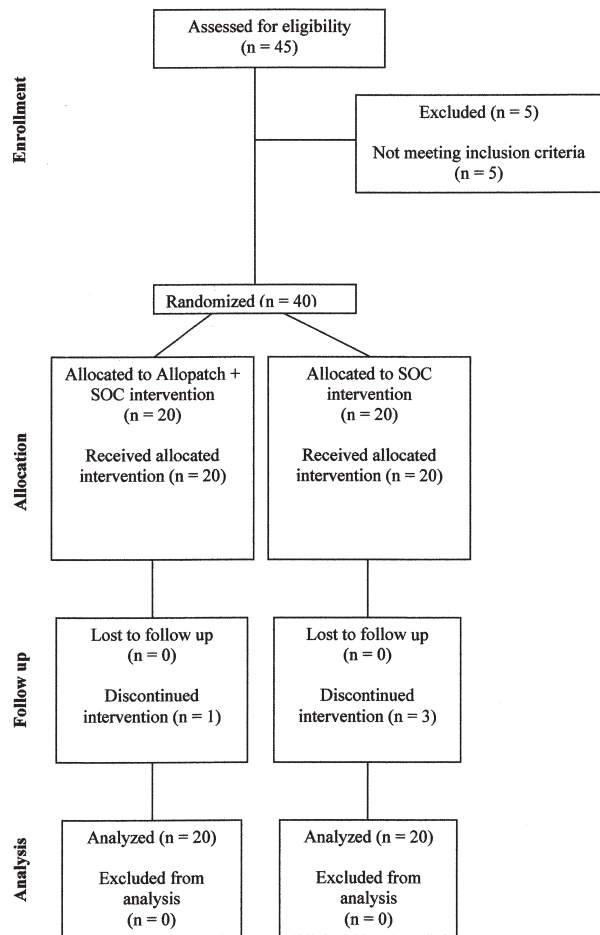 Assessed for eligibility
(n = 45)
Enrollment
Excluded (n = 5)
Not meeting inclusion criteria
(n = 5)
Randomized (n = 40)
Allocation
Allocated to Allopatch +
SOC intervention
(n = 20)
Received allocated
intervention (n = 20)
Allocated to SOC
intervention
(n = 20)
Received allocated
intervention (n = 20)
Follow up
Lost to follow up
(n = 0)
Discontinued
intervention (n = 1)
Lost to follow up
(n = 0)
Discontinued
intervention (n = 3)
Analysis
Analyzed (n = 20)
Excluded from
analysis
(n = 0)
Analyzed (n = 20)
Excluded from
analysis
(n = 0)